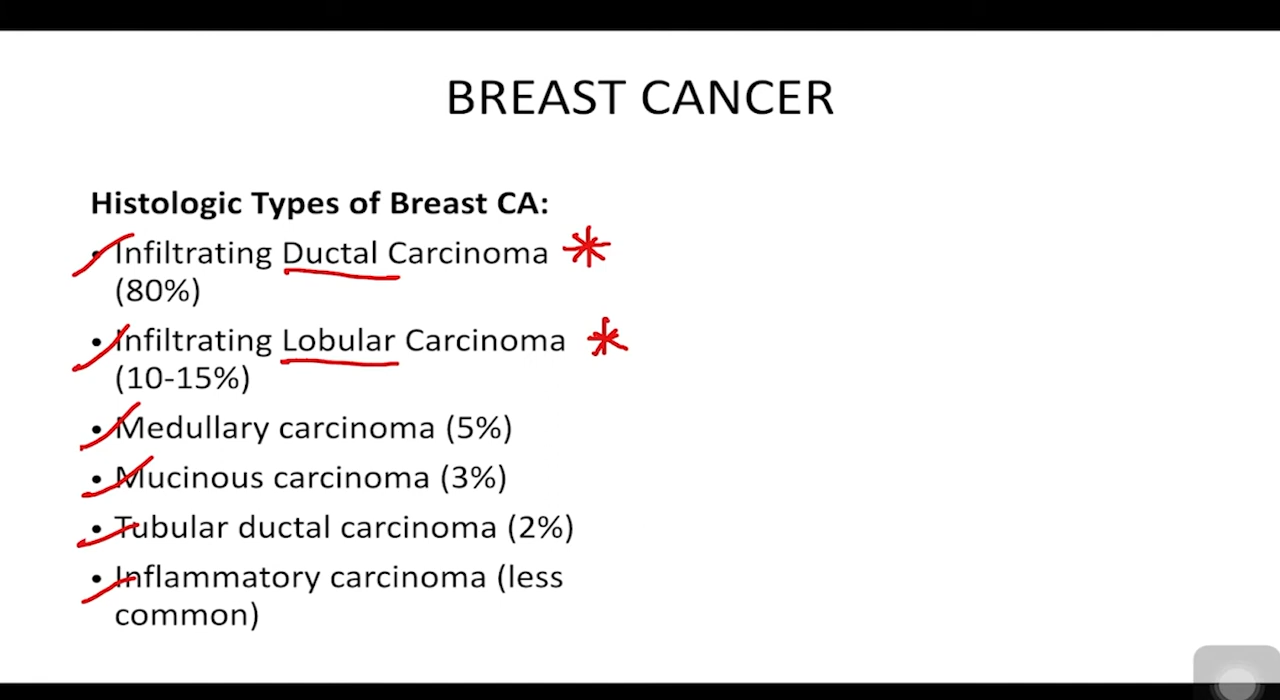 BREAST CANCER
Histologic Types of Breast CA:
• Infiltrating Ductal Carcinoma
(80%)
• Infiltrating Lobular Carcinoma
(10-15%)
• Medullary carcinoma (5%)
• Mucinous carcinoma (3%)
• Tubular ductal carcinoma (2%)
• Inflammatory carcinoma (less
common)